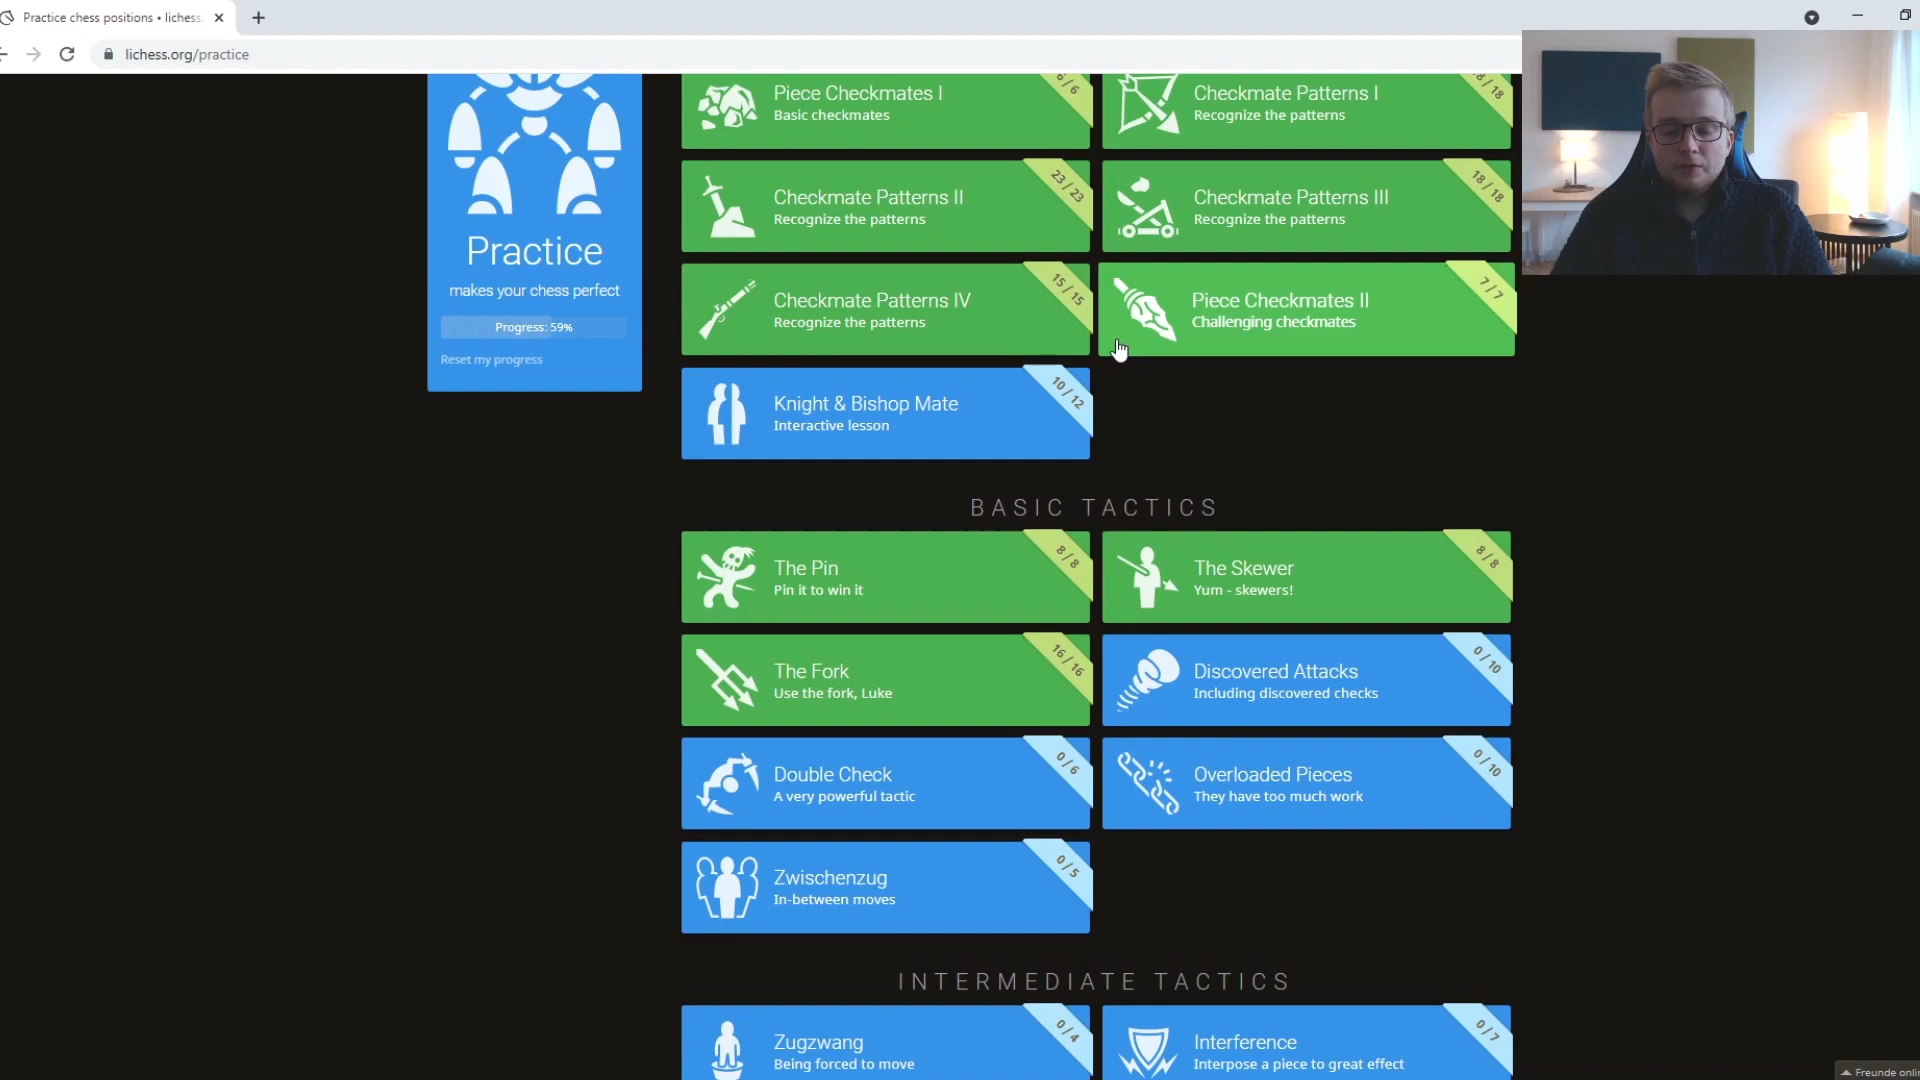 Practice chess positions • lichess.
lichess.org/practice
Practice
makes your chess perfect
Progress: 59%
Reset my progress
Piece Checkmates I
Basic checkmates
6/6
Checkmate Patterns I
Recognize the patterns
18/18
Checkmate Patterns II
Recognize the patterns
23/23
Checkmate Patterns III
Recognize the patterns
18/18
Checkmate Patterns IV
Recognize the patterns
15/15
Piece Checkmates II
Challenging checkmates
7/7
Knight & Bishop Mate
Interactive lesson
10/12
BASIC TACTICS
The Pin
Pin it to win it
8/8
The Skewer
Yum - skewers!
8/8
The Fork
Use the fork, Luke
16/16
Discovered Attacks
Including discovered checks
0/10
Double Check
A very powerful tactic
0/6
Overloaded Pieces
They have too much work
0/10
Zwischenzug
In-between moves
0/5
INTERMEDIATE TACTICS
Zugzwang
Being forced to move
0/4
Interference
Interpose a piece to great effect
0/7
Freunde onlin